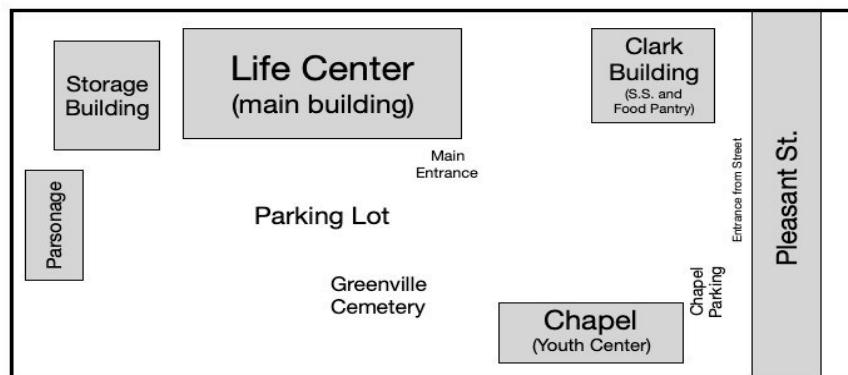 Storage
Building
Life Center
(main building)
Clark
Building
(S.S. and
Food Pantry)
Main
Entrance
Entrance from Street
Pleasant St.
Parsonage
Parking Lot
Greenville
Cemetery
Chapel
Parking
Chapel
(Youth Center)